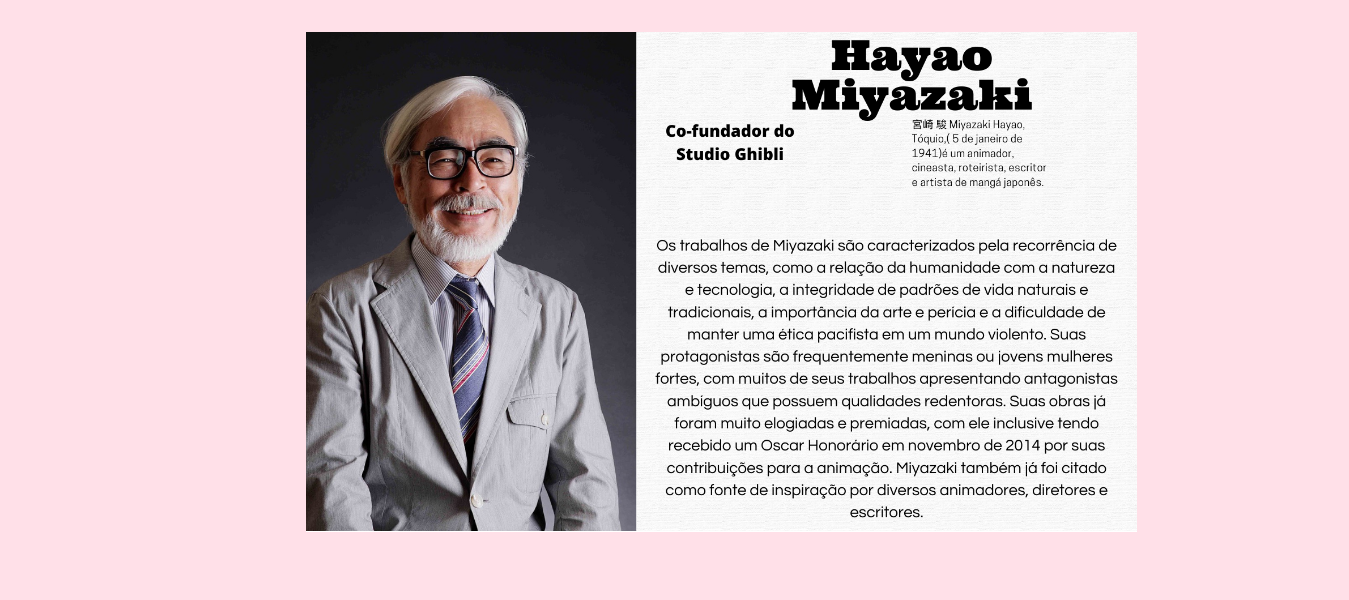 Hayao
Miyazaki
Co-fundador do
Studio Ghibli
宮崎 駿 Miyazaki Hayao,
Tóquio,( 5 de janeiro de
1941)é um animador,
cineasta, roteirista, escritor
e artista de mangá japonês.
Os trabalhos de Miyazaki são caracterizados pela recorrência de
diversos temas, como a relação da humanidade com a natureza
e tecnologia, a integridade de padrões de vida naturais e
tradicionais, a importância da arte e perícia e a dificuldade de
manter uma ética pacifista em um mundo violento. Suas
protagonistas são frequentemente meninas ou jovens mulheres
fortes, com muitos de seus trabalhos apresentando antagonistas
ambíguos que possuem qualidades redentoras. Suas obras já
foram muito elogiadas e premiadas, com ele inclusive tendo
recebido um Oscar Honorário em novembro de 2014 por suas
contribuições para a animação. Miyazaki também já foi citado
como fonte de inspiração por diversos animadores, diretores e
escritores.